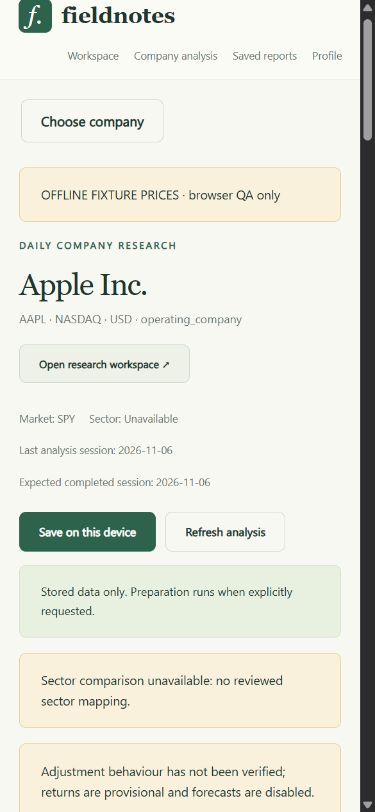 f. fieldnotes
Workspace Company analysis Saved reports Profile
Choose company
OFFLINE FIXTURE PRICES · browser QA only
DAILY COMPANY RESEARCH
Apple Inc.
AAPL · NASDAQ · USD · operating_company
Open research workspace ↗
Market: SPY Sector: Unavailable
Last analysis session: 2026-11-06
Expected completed session: 2026-11-06
Save on this device Refresh analysis
Stored data only. Preparation runs when explicitly
requested.
Sector comparison unavailable: no reviewed
sector mapping.
Adjustment behaviour has not been verified;
returns are provisional and forecasts are disabled.